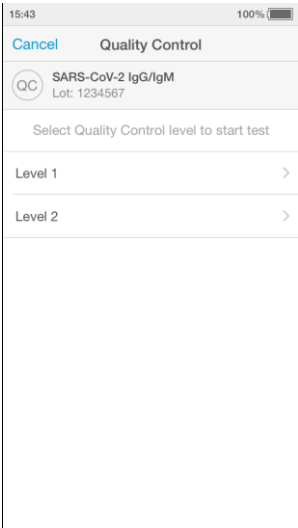 15:43 100%
Cancel Quality Control
QC SARS-CoV-2 IgG/IgM
Lot: 1234567
Select Quality Control level to start test
Level 1
Level 2